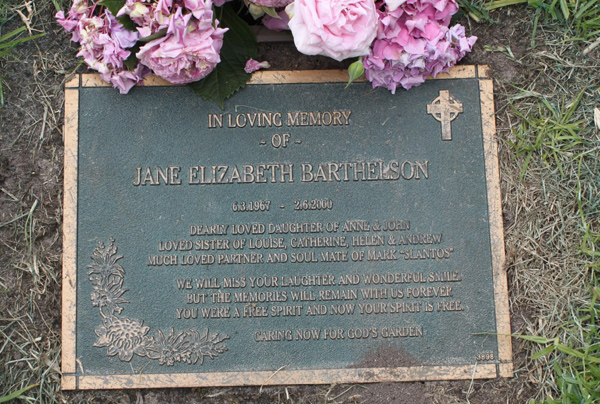 IN LOVING MEMORY
- OF -
JANE ELIZABETH BARTHELSON
6.3.1967 - 2.6.2000
DEARLY LOVED DAUGHTER OF ANNE & JOHN
LOVED SISTER OF LOUISE, CATHERINE, HELEN & ANDREW
MUCH LOVED PARTNER AND SOUL MATE OF MARK "SLANTOS"
WE WILL MISS YOUR LAUGHTER AND WONDERFUL SMILE
BUT THE MEMORIES WILL REMAIN WITH US FOREVER
YOU WERE A FREE SPIRIT AND NOW YOUR SPIRIT IS FREE.
CARING NOW FOR GOD'S GARDEN